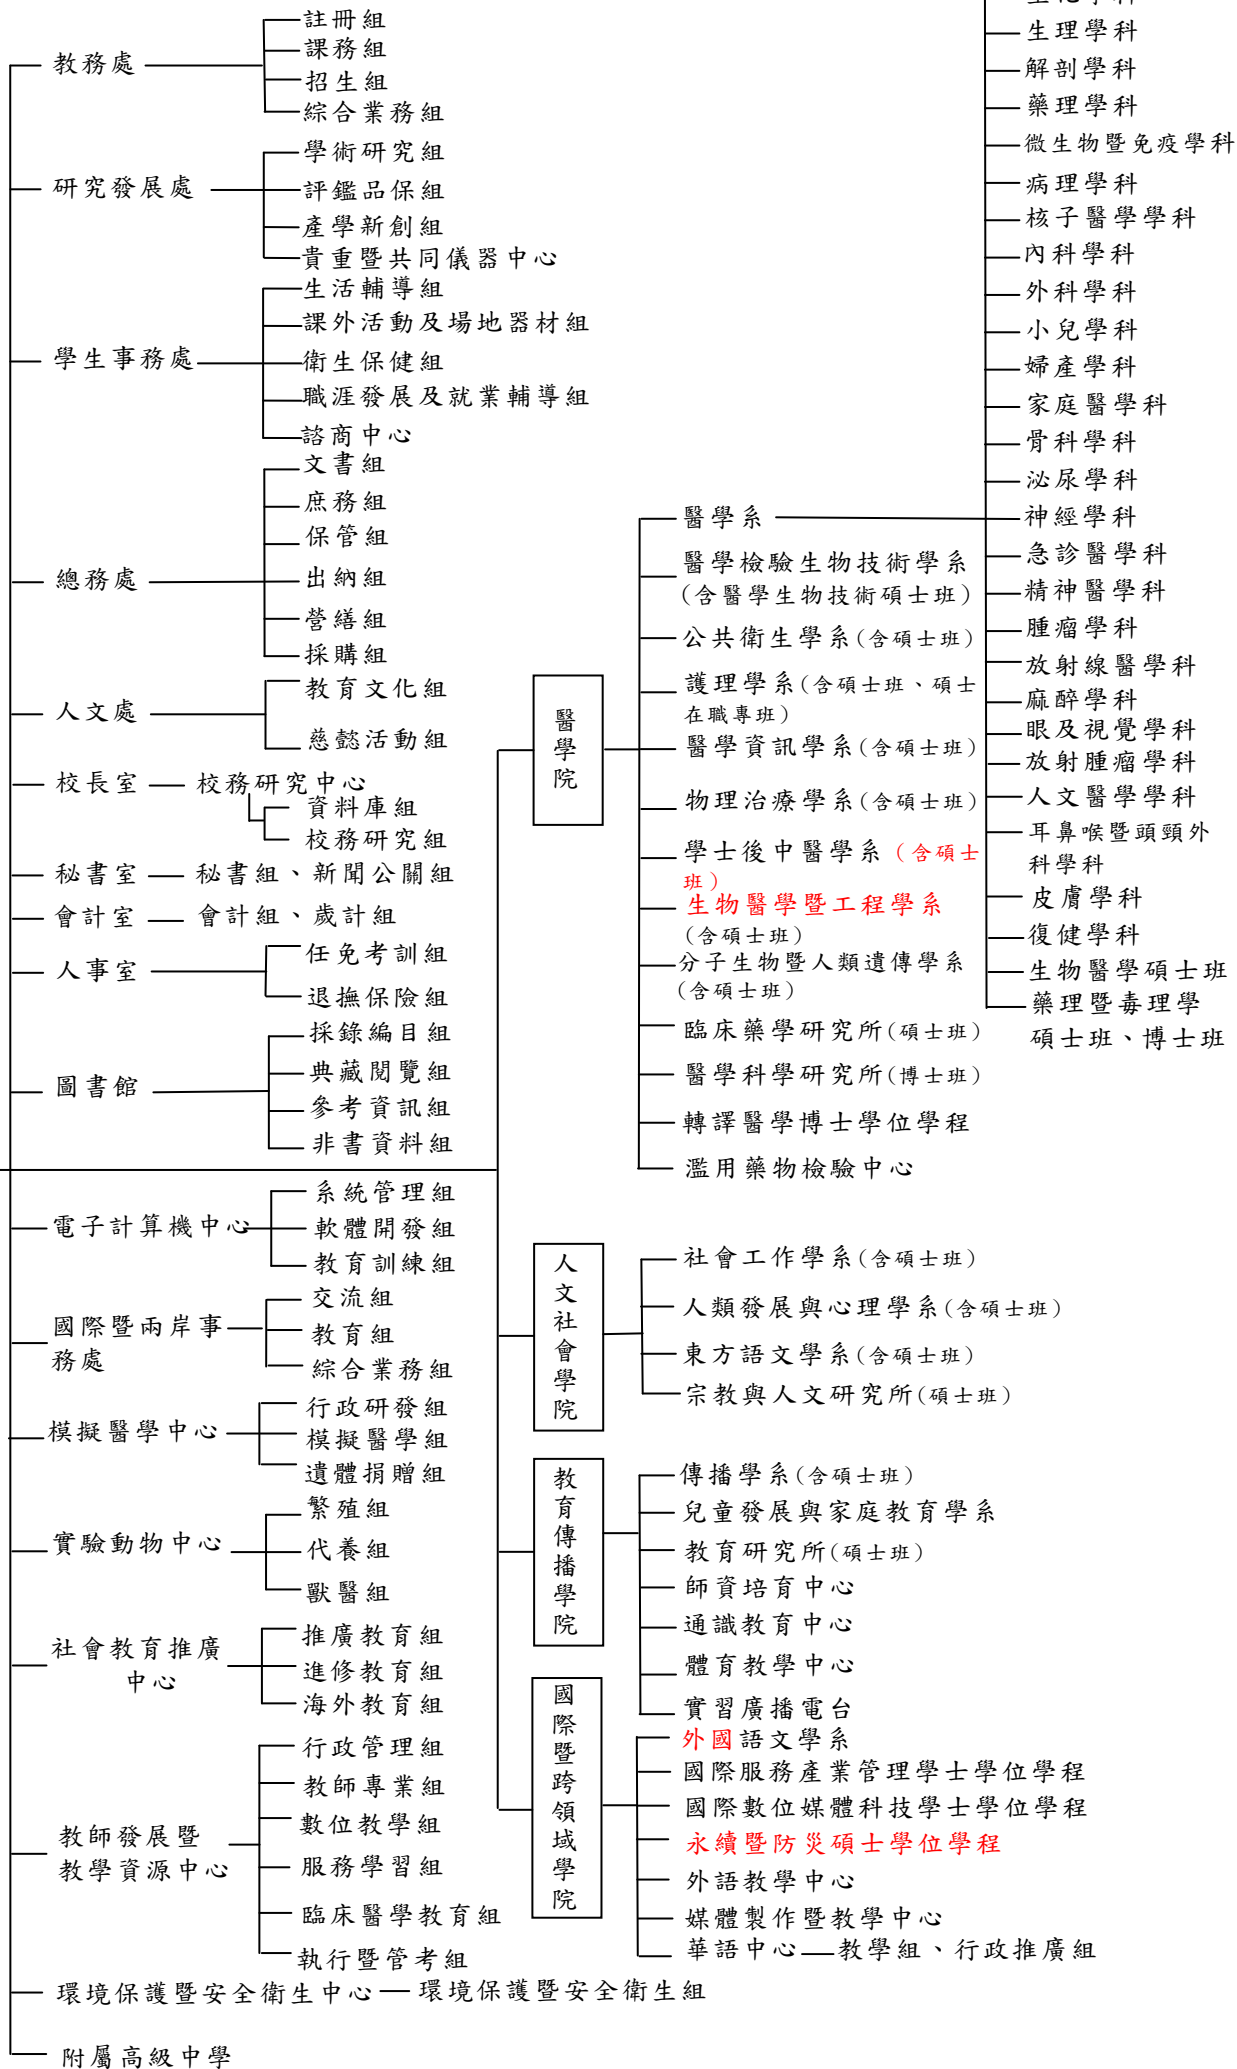 教務處
註冊組
課務組
招生組
綜合業務組
研究發展處
學術研究組
評鑑品保組
產學新創組
貴重暨共同儀器中心
學生事務處
生活輔導組
課外活動及場地器材組
衛生保健組
職涯發展及就業輔導組
諮商中心
總務處
文書組
庶務組
保管組
出納組
營繕組
採購組
人文處
教育文化組
慈懿活動組
校長室
校務研究中心
資料庫組
校務研究組
秘書室
秘書組、新聞公關組
會計室
會計組、歲計組
人事室
任免考訓組
退撫保險組
圖書館
採錄編目組
典藏閱覽組
參考資訊組
非書資料組
電子計算機中心
系統管理組
軟體開發組
教育訓練組
國際暨兩岸事
務處
交流組
教育組
綜合業務組
模擬醫學中心
行政研發組
模擬醫學組
遺體捐贈組
實驗動物中心
繁殖組
代養組
獸醫組
社會教育推廣
中心
推廣教育組
進修教育組
海外教育組
教師發展暨
教學資源中心
行政管理組
教師專業組
數位教學組
服務學習組
臨床醫學教育組
執行暨管考組
環境保護暨安全衛生中心
環境保護暨安全衛生組
附屬高級中學
醫學院
醫學系
醫學檢驗生物技術學系
(含醫學生物技術碩士班)
公共衛生學系(含碩士班)
護理學系(含碩士班、碩士
在職專班)
醫學資訊學系(含碩士班)
物理治療學系(含碩士班)
學士後中醫學系(含碩士
班)
生物醫學暨工程學系
(含碩士班)
分子生物暨人類遺傳學系
(含碩士班)
臨床藥學研究所(碩士班)
醫學科學研究所(博士班)
轉譯醫學博士學位學程
濫用藥物檢驗中心
生理學科
解剖學科
藥理學科
微生物暨免疫學科
病理學科
核子醫學學科
內科學科
外科學科
小兒學科
婦產學科
家庭醫學科
骨科學科
泌尿學科
神經學科
急診醫學科
精神醫學科
腫瘤學科
放射線醫學科
麻醉學科
眼及視覺學科
放射腫瘤學科
人文醫學學科
耳鼻喉暨頭頸外
科學科
皮膚學科
復健學科
生物醫學碩士班
藥理暨毒理學
碩士班、博士班
人文社會學院
社會工作學系(含碩士班)
人類發展與心理學系(含碩士班)
東方語文學系(含碩士班)
宗教與人文研究所(碩士班)
教育傳播學院
傳播學系(含碩士班)
兒童發展與家庭教育學系
教育研究所(碩士班)
師資培育中心
通識教育中心
體育教學中心
實習廣播電台
國際暨跨領域學院
外國語文學系
國際服務產業管理學士學位學程
國際數位媒體科技學士學位學程
永續暨防災碩士學位學程
外語教學中心
媒體製作暨教學中心
華語中心
教學組、行政推廣組